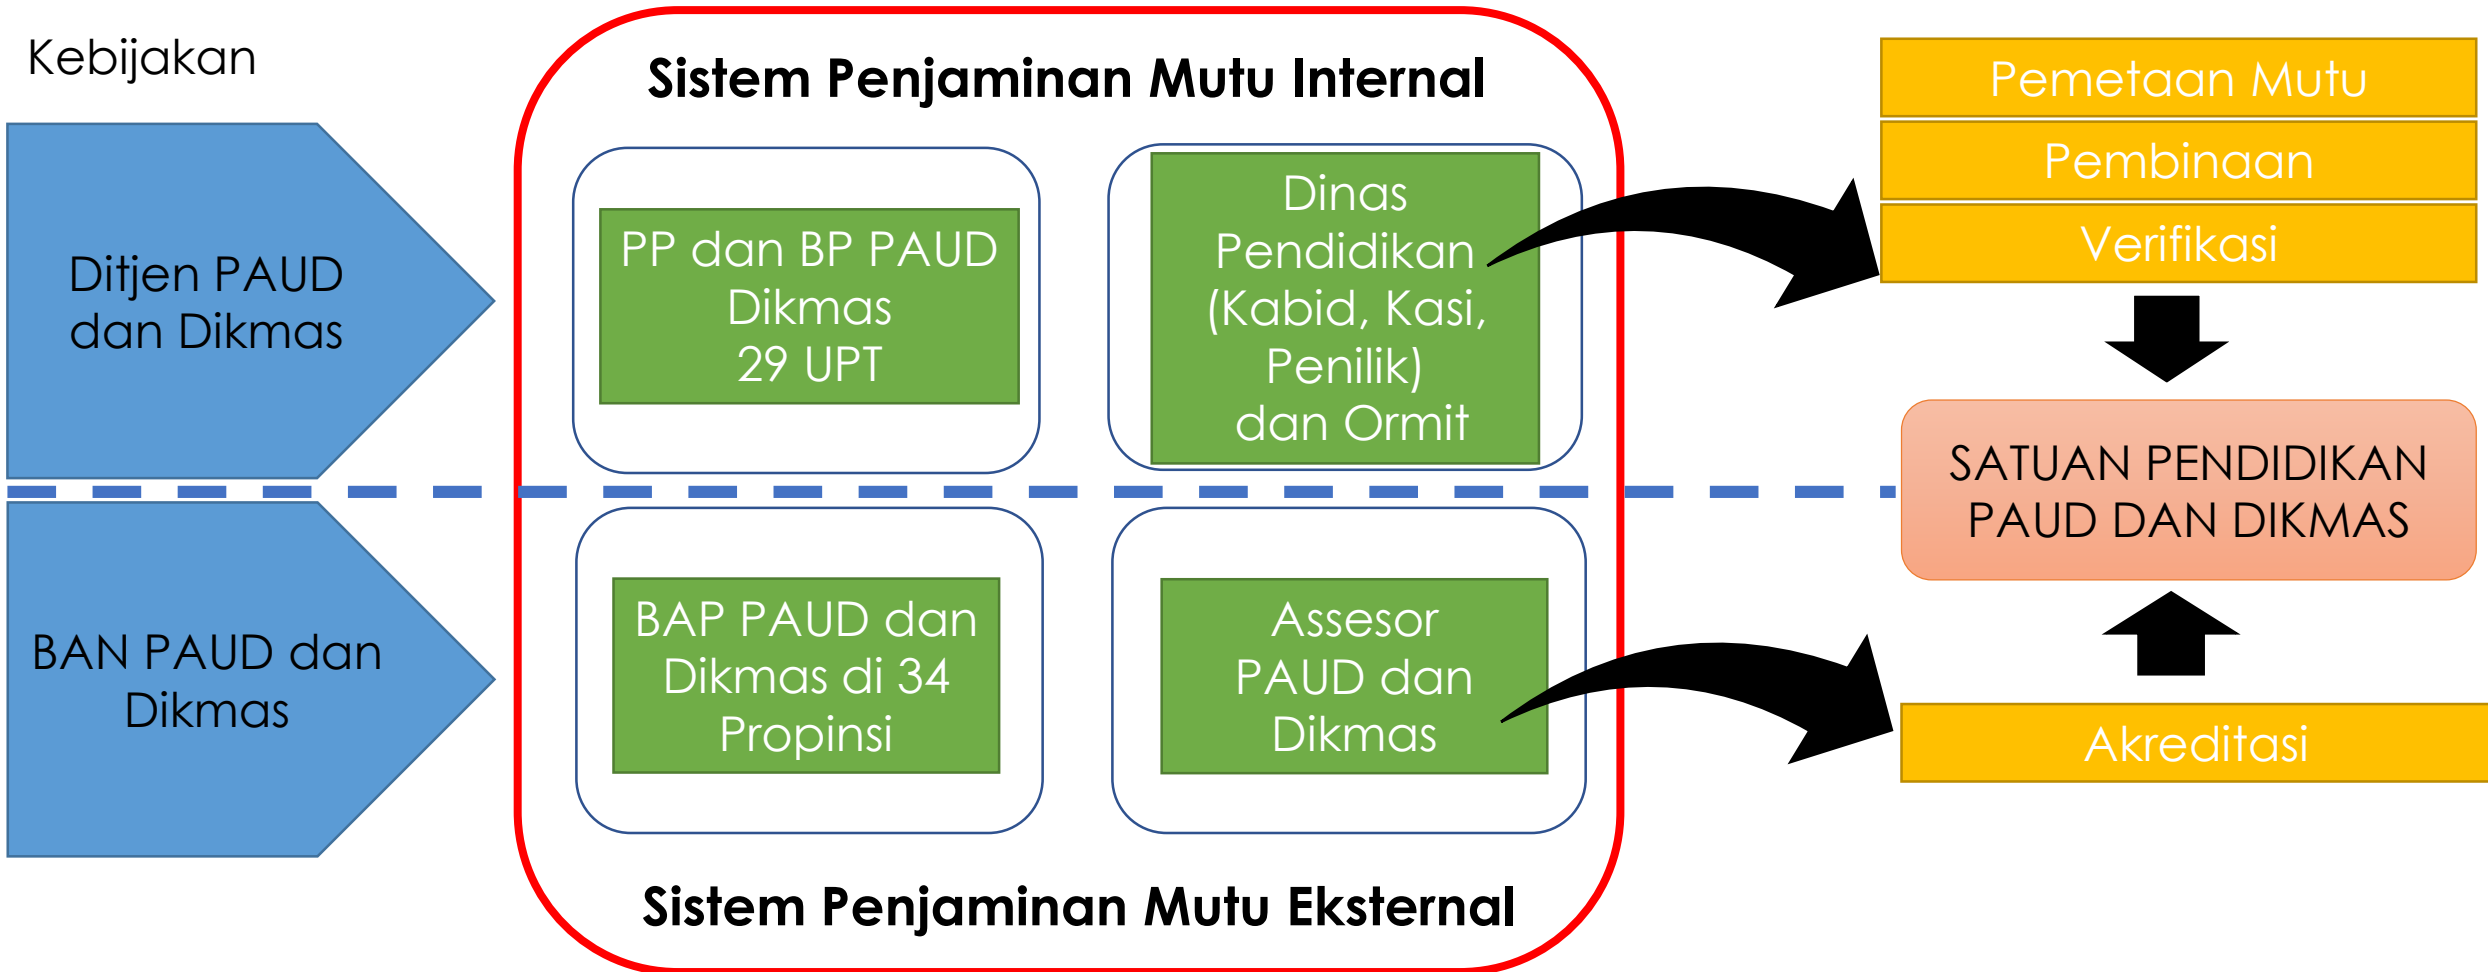 Kebijakan
Ditjen PAUD
dan Dikmas
BAN PAUD dan
Dikmas
Sistem Penjaminan Mutu Internal
PP dan BP PAUD
Dikmas
29 UPT
Dinas
Pendidikan
(Kabid, Kasi,
Penilik)
dan Ormit
BAP PAUD dan
Dikmas di 34
Propinsi
Assesor
PAUD dan
Dikmas
Sistem Penjaminan Mutu Eksternal
Pemetaan Mutu
Pembinaan
Verifikasi
SATUAN PENDIDIKAN
PAUD DAN DIKMAS
Akreditasi